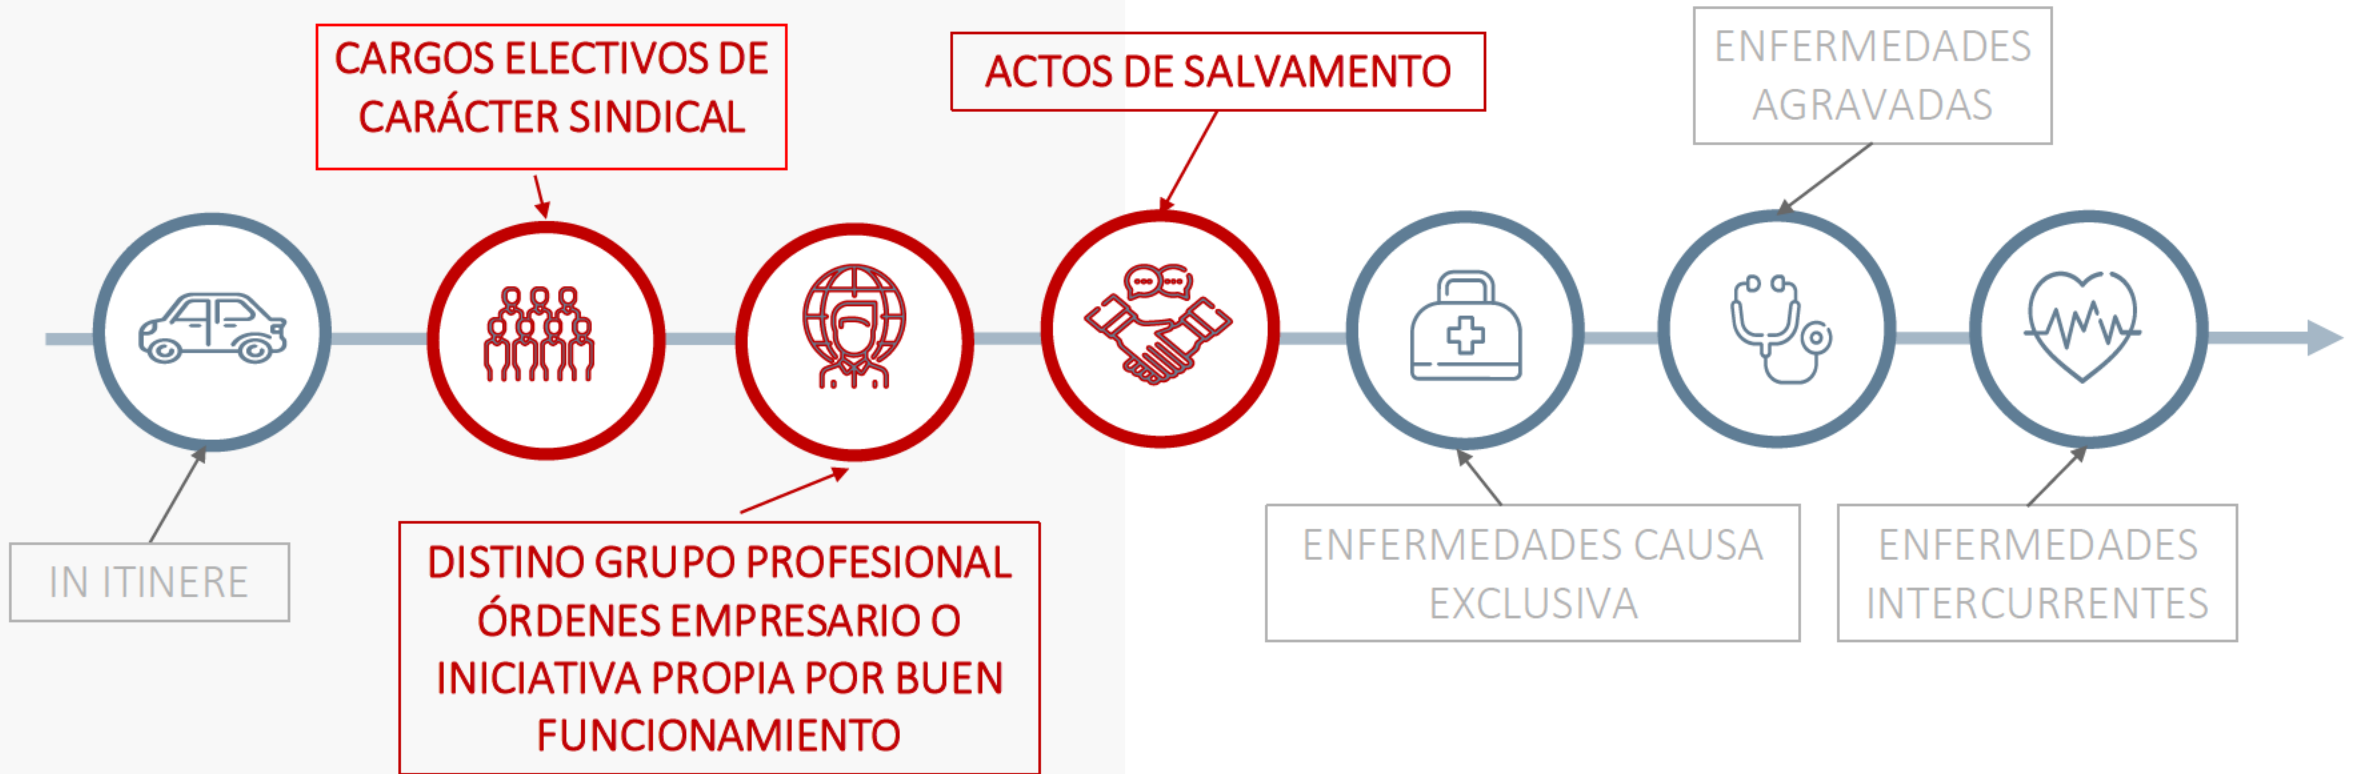 CARGOS ELECTIVOS DE
CARÁCTER SINDICAL
ACTOS DE SALVAMENTO
ENFERMEDADES
AGRAVADAS
IN ITINERE
DISTINO GRUPO PROFESIONAL
ÓRDENES EMPRESARIO O
INICIATIVA PROPIA POR BUEN
FUNCIONAMIENTO
ENFERMEDADES CAUSA
EXCLUSIVA
ENFERMEDADES
INTERCURRENTES